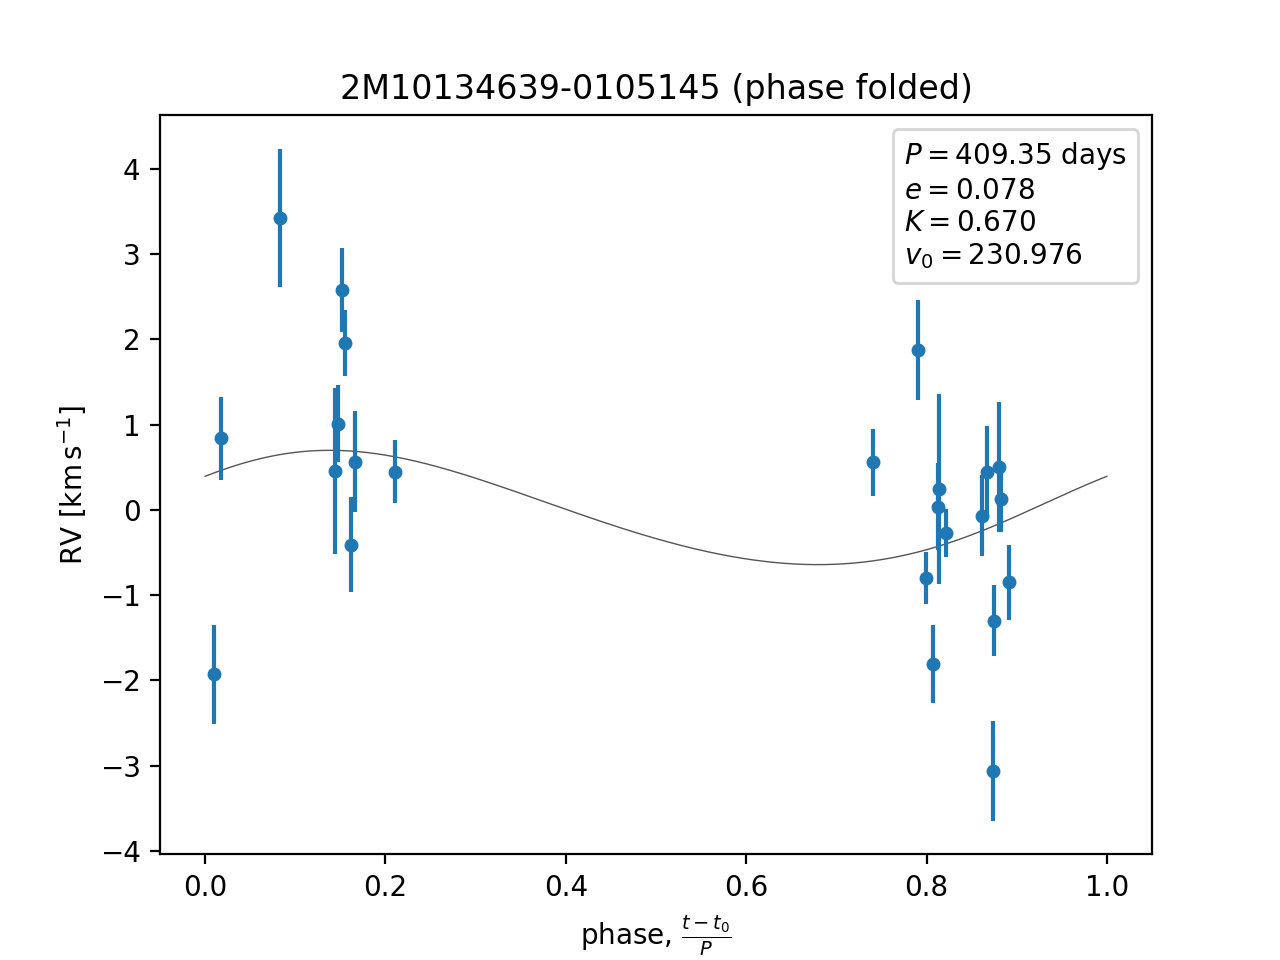 2M10134639-0105145 (phase folded)
P = 409.35 days
e = 0.078
K = 0.670
v₀ = 230.976
RV [km s⁻¹]
4
3
2
1
0
−1
−2
−3
−4
0.0 0.2 0.4 0.6 0.8 1.0
phase, (t − t₀)/P